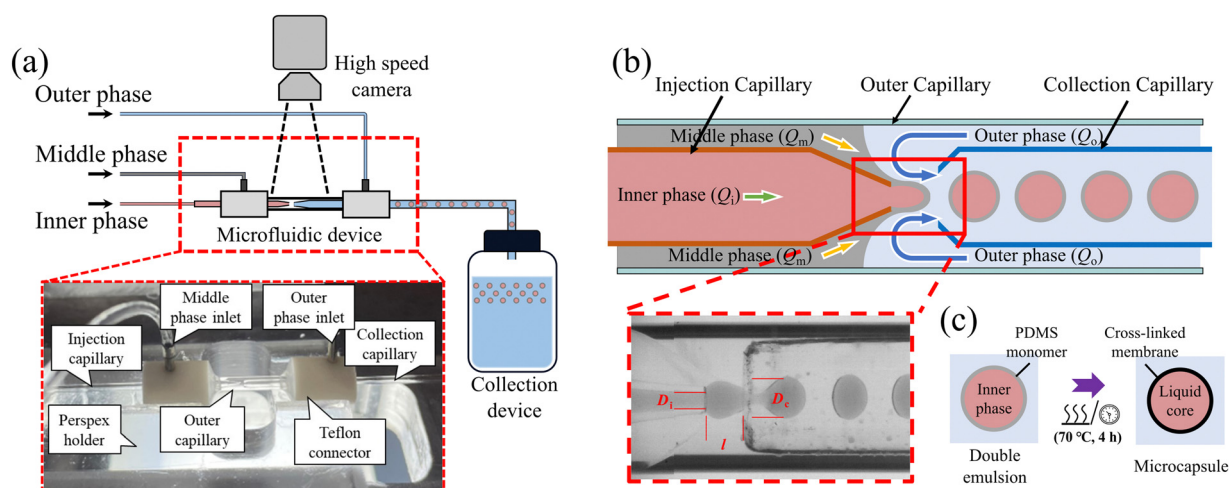 (a)
High speed
camera
Outer phase
Middle phase
Inner phase
Microfluidic device
Middle
phase inlet
Outer
phase inlet
Injection
capillary
Collection
capillary
Perspex
holder
Outer
capillary
Teflon
connector
Collection
device
(b)
Injection Capillary
Outer Capillary
Collection Capillary
Middle phase (Qm)
Outer phase (Qo)
Inner phase (Qi)
Middle phase (Qm)
Outer phase (Qo)
Di
Dc
l
(c)
PDMS
monomer
Cross-linked
membrane
Inner
phase
Liquid
core
(70 °C, 4 h)
Double
emulsion
Microcapsule